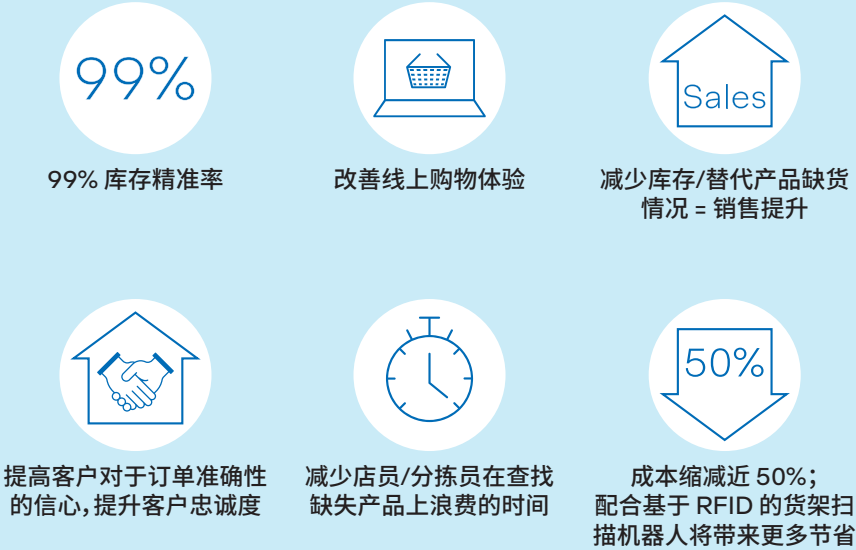 99%
99% 库存精准率
改善线上购物体验
Sales
减少库存/替代产品缺货
情况 = 销售提升
提高客户对于订单准确性
的信心，提升客户忠诚度
减少店员/分拣员在查找
缺失产品上浪费的时间
50%
成本缩减近 50%；
配合基于 RFID 的货架扫
描机器人将带来更多节省